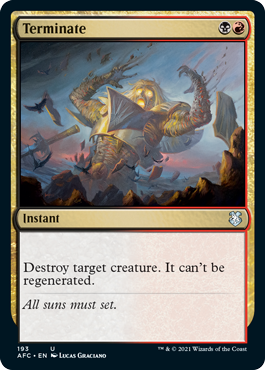 Terminate
Instant
Destroy target creature. It can't be
regenerated.
All suns must set.
193 U
AFC • EN Lucas Graciano ™ & © 2021 Wizards of the Coast